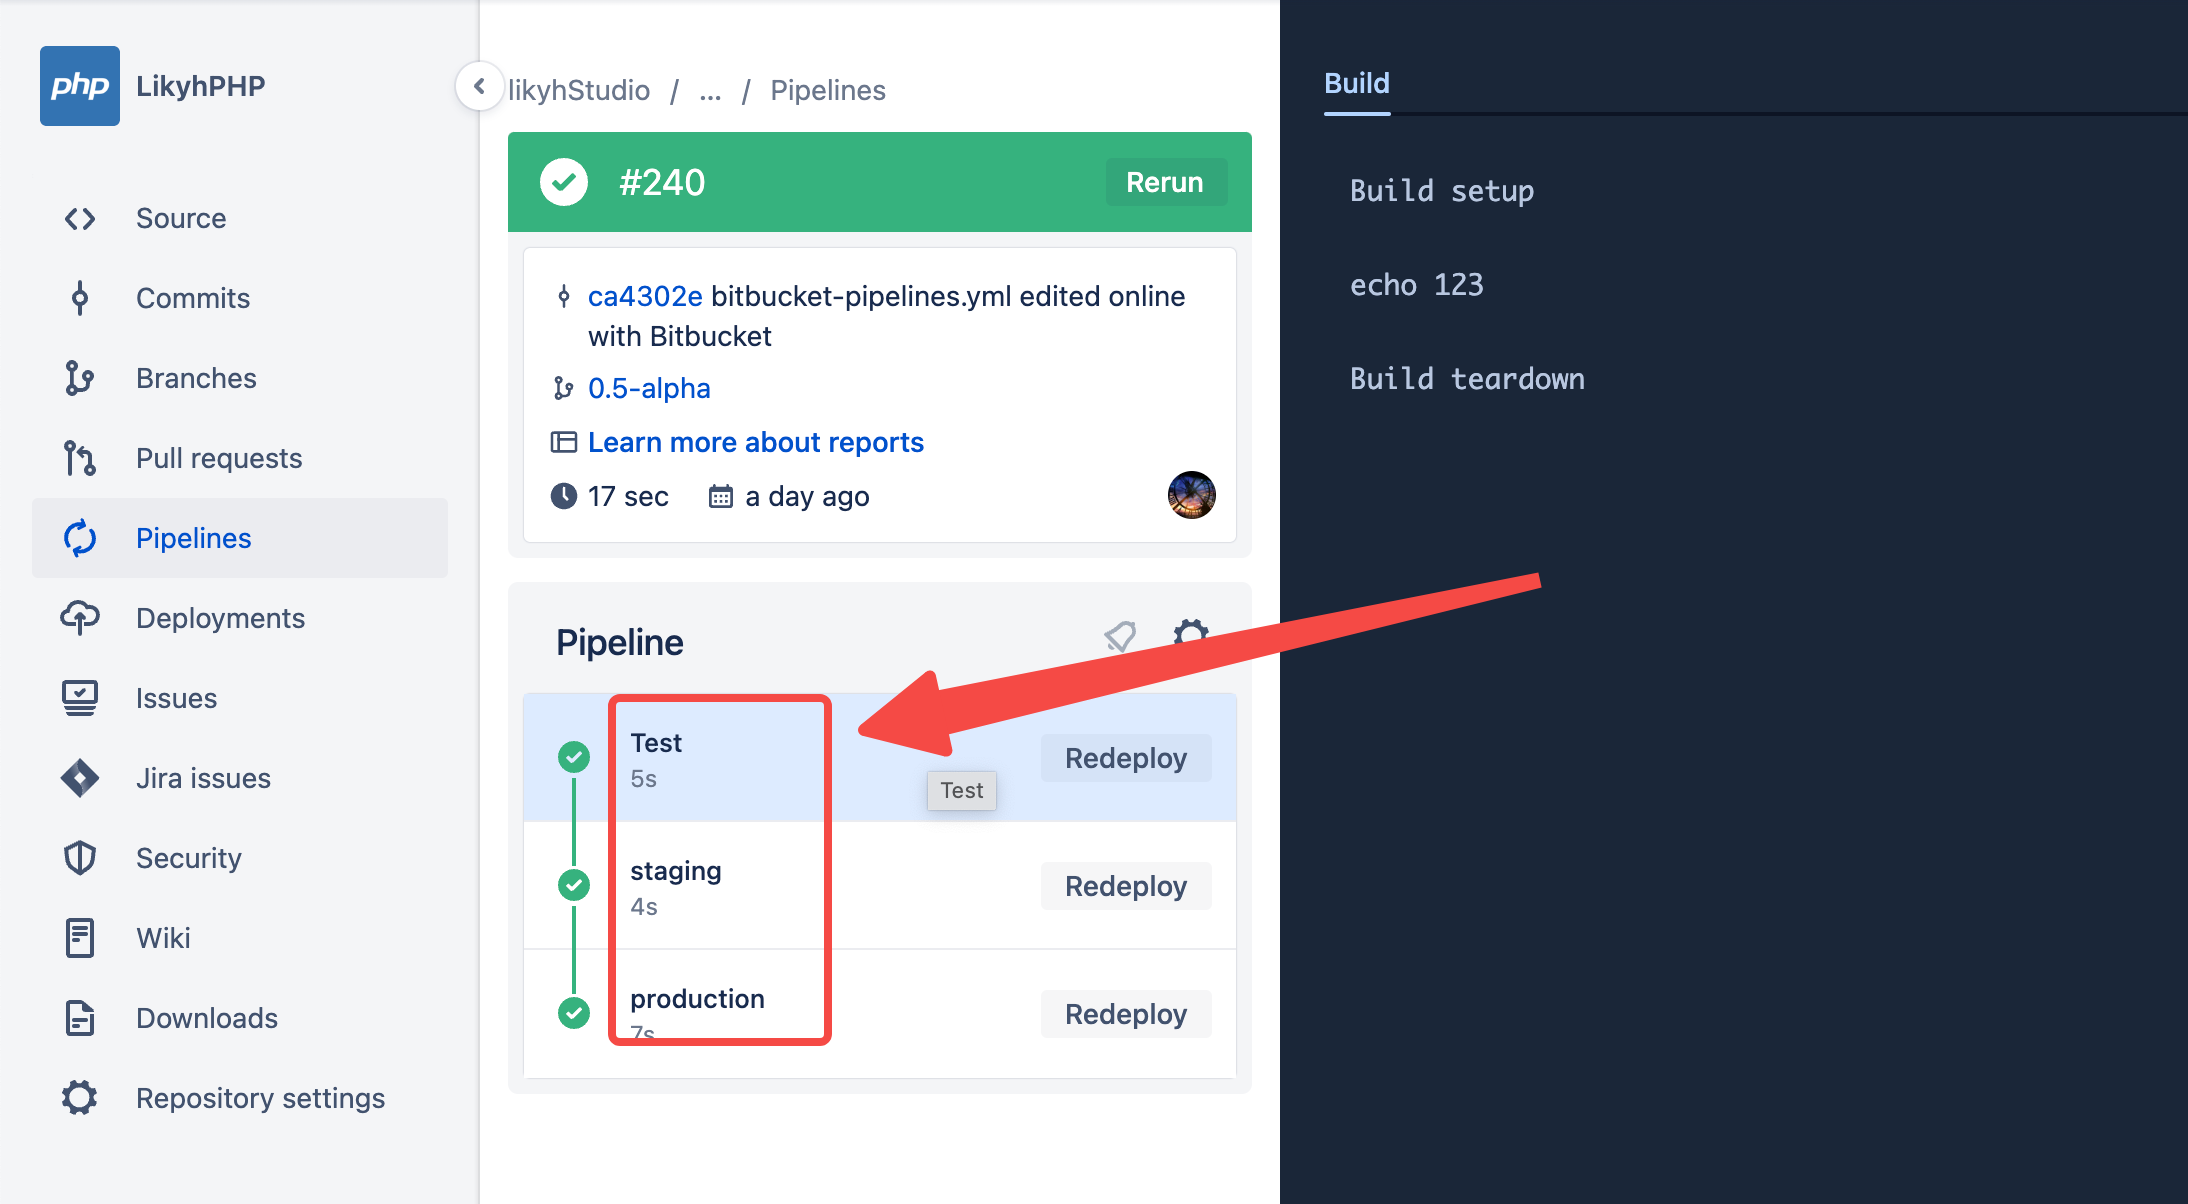 php
LikyhPHP
Source
Commits
Branches
Pull requests
Pipelines
Deployments
Issues
Jira issues
Security
Wiki
Downloads
Repository settings
likyhStudio / ... / Pipelines
#240
Rerun
ca4302e bitbucket-pipelines.yml edited online
with Bitbucket
0.5-alpha
Learn more about reports
17 sec a day ago
Pipeline
Test
5s
Redeploy
Test
staging
4s
Redeploy
production
7s
Redeploy
Build
Build setup
echo 123
Build teardown